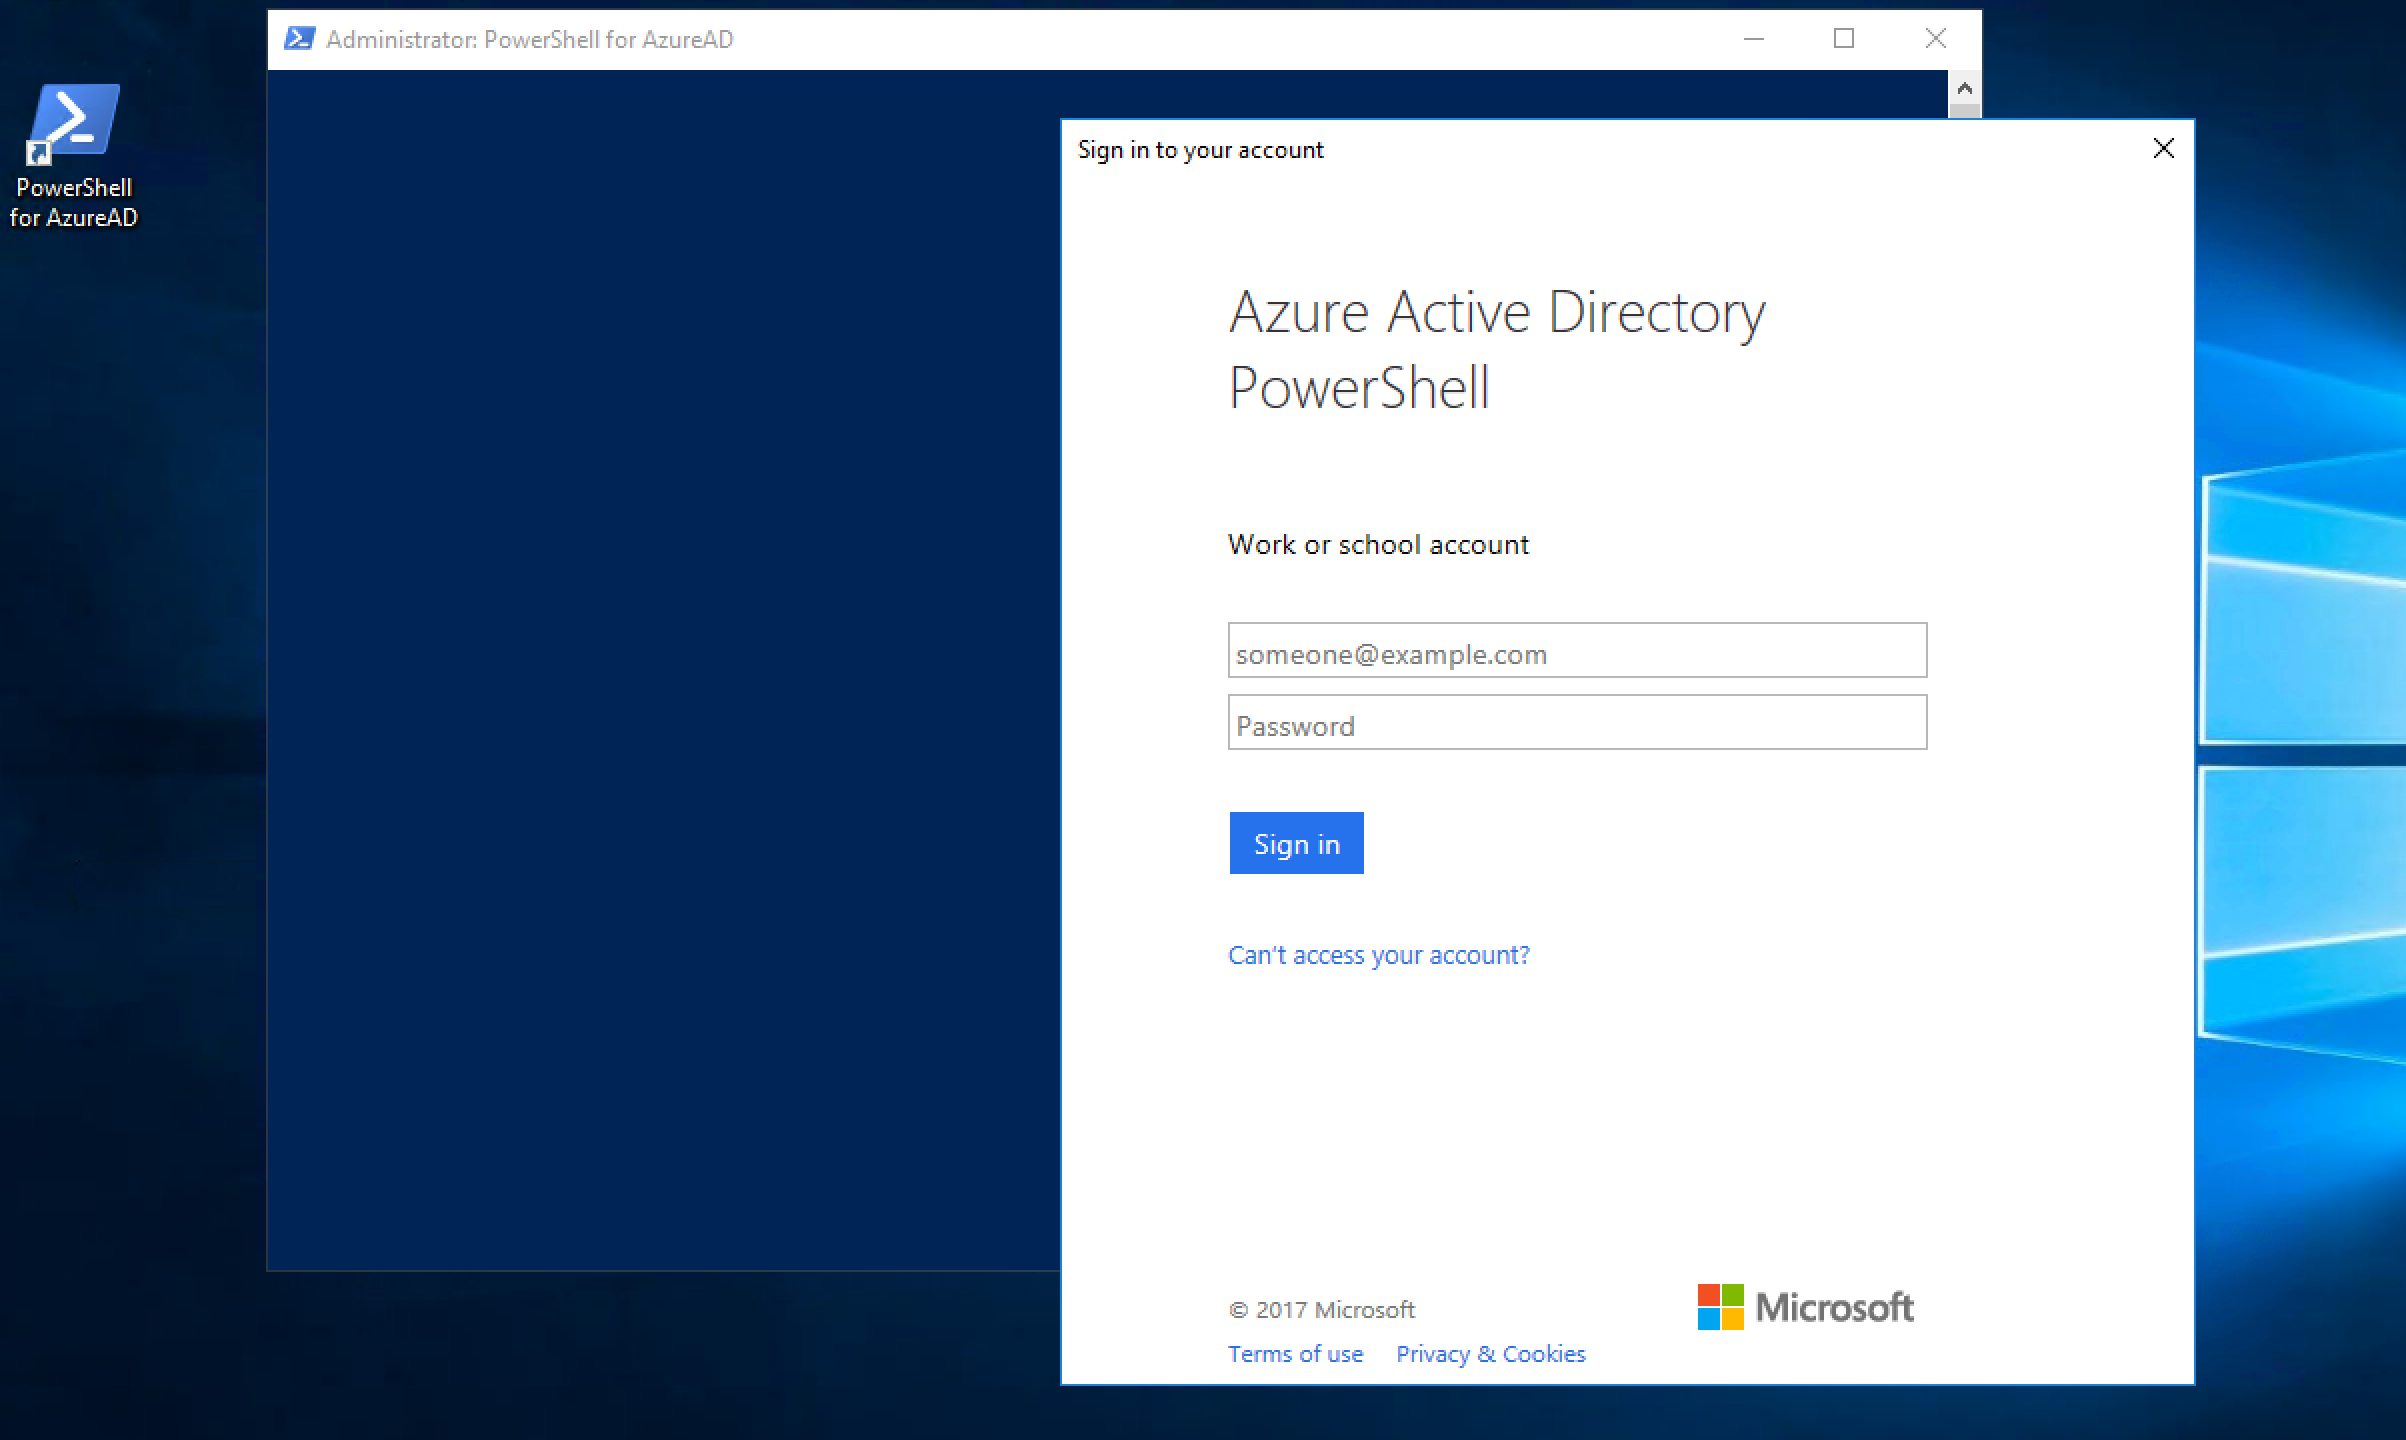 Administrator: PowerShell for AzureAD
PowerShell
for AzureAD
Sign in to your account
Azure Active Directory
PowerShell
Work or school account
someone@example.com
Password
Sign in
Can't access your account?
© 2017 Microsoft
Microsoft
Terms of use Privacy & Cookies